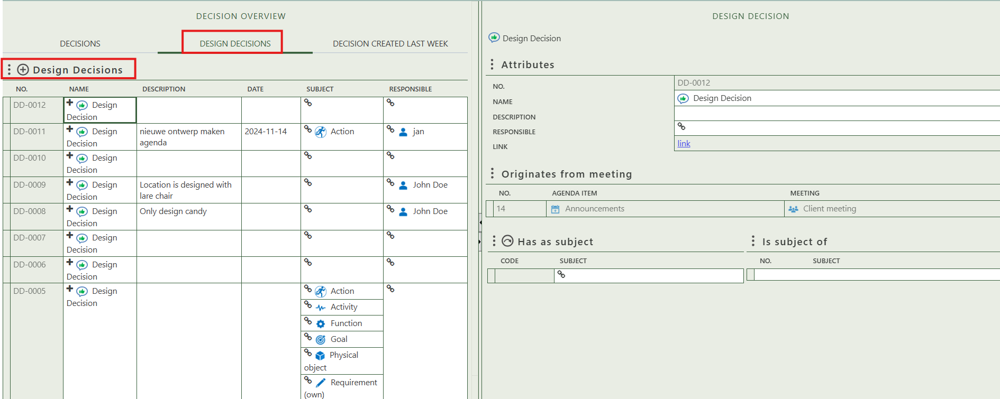 DECISION OVERVIEW
DECISIONS
DESIGN DECISIONS
DECISION CREATED LAST WEEK
Design Decisions
NO. NAME DESCRIPTION DATE SUBJECT RESPONSIBLE
DD-0012 Design
Decision
DD-0011 Design nieuwe ontwerp maken 2024-11-14 Action jan
Decision agenda
DD-0010 Design
Decision
DD-0009 Design Location is designed with John Doe
Decision lare chair
DD-0008 Design Only design candy John Doe
Decision
DD-0007 Design
Decision
DD-0006 Design
Decision
DD-0005 Design Action
Decision Activity
Function
Goal
Physical
object
Requirement
(own)
DESIGN DECISION
Design Decision
Attributes
NO. DD-0012
NAME Design Decision
DESCRIPTION
RESPONSIBLE
LINK link
Originates from meeting
NO. AGENDA ITEM MEETING
14 Announcements Client meeting
Has as subject
CODE SUBJECT
Is subject of
NO. SUBJECT